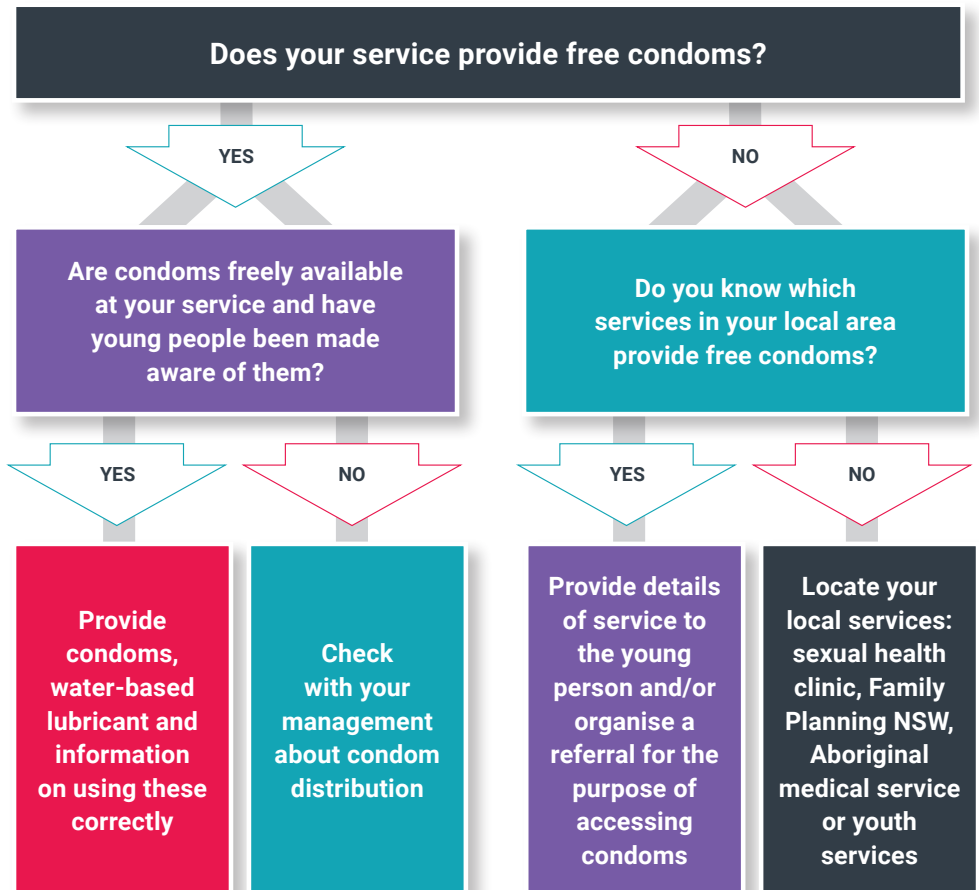 Does your service provide free condoms?
YES
NO
Are condoms freely available
at your service and have
young people been made
aware of them?
Do you know which
services in your local area
provide free condoms?
YES
NO
YES
NO
Provide
condoms,
water-based
lubricant and
information
on using these
correctly
Check
with your
management
about condom
distribution
Provide details
of service to
the young
person and/or
organise a
referral for the
purpose of
accessing
condoms
Locate your
local services:
sexual health
clinic, Family
Planning NSW,
Aboriginal
medical service
or youth
services